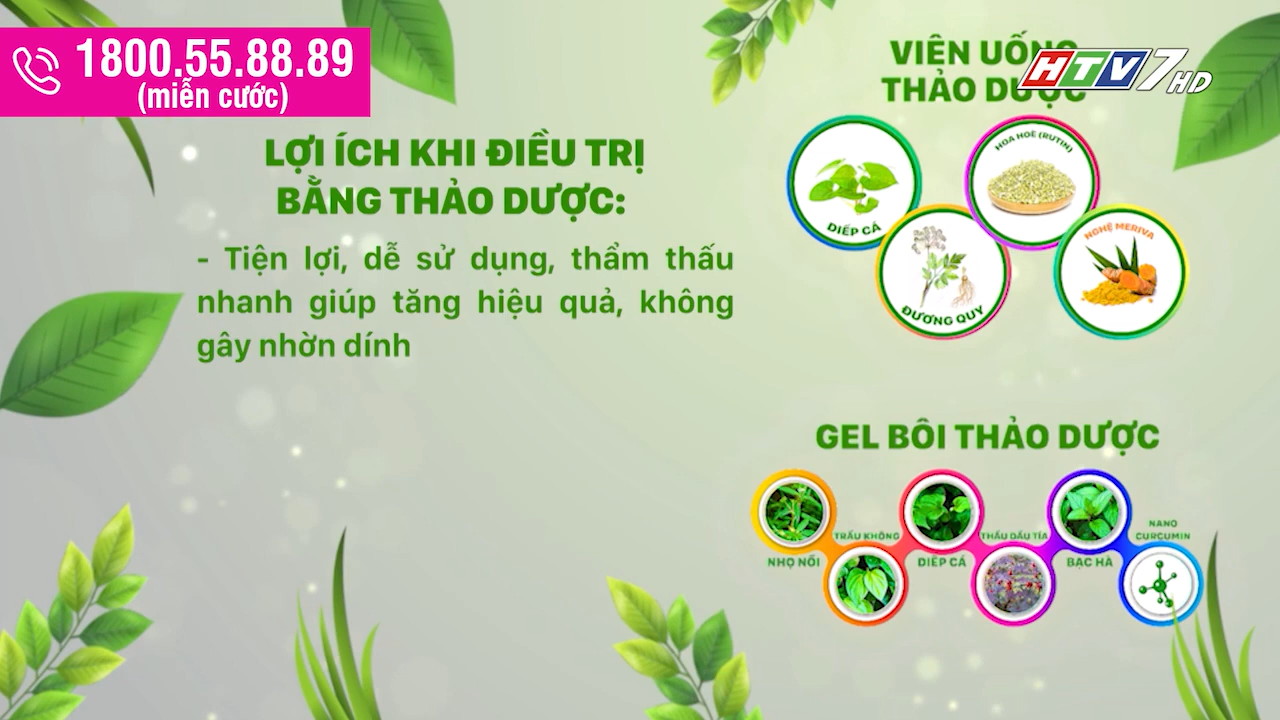 1800.55.88.89
(miễn cước)
LỢI ÍCH KHI ĐIỀU TRỊ
BẰNG THẢO DƯỢC:
- Tiện lợi, dễ sử dụng, thẩm thấu
nhanh giúp tăng hiệu quả, không
gây nhờn dính
VIÊN UỐNG
THẢO DƯỢC
HTV7 HD
DIẾP CÁ
HOA HOÈ (RUTIN)
ĐƯƠNG QUY
NGHỆ MERIVA
GEL BÔI THẢO DƯỢC
NHỌ NỒI
TRẦU KHÔNG
DIẾP CÁ
THẦU DẦU TÍA
BẠC HÀ
NANO
CURCUMIN